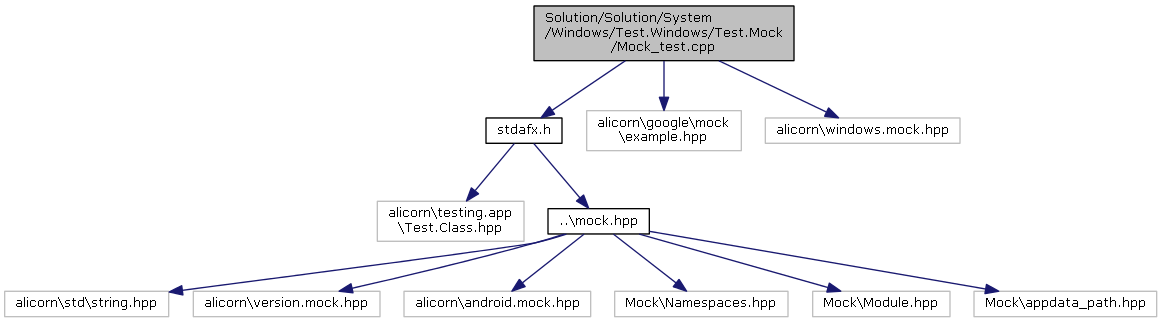 Solution/Solution/System
/Windows/Test.Windows/Test.Mock
/Mock_test.cpp
stdafx.h
alicorn\google\mock
\example.hpp
alicorn\windows.mock.hpp
alicorn\testing.app
\Test.Class.hpp
..\mock.hpp
alicorn\std\string.hpp
alicorn\version.mock.hpp
alicorn\android.mock.hpp
Mock\Namespaces.hpp
Mock\Module.hpp
Mock\appdata_path.hpp